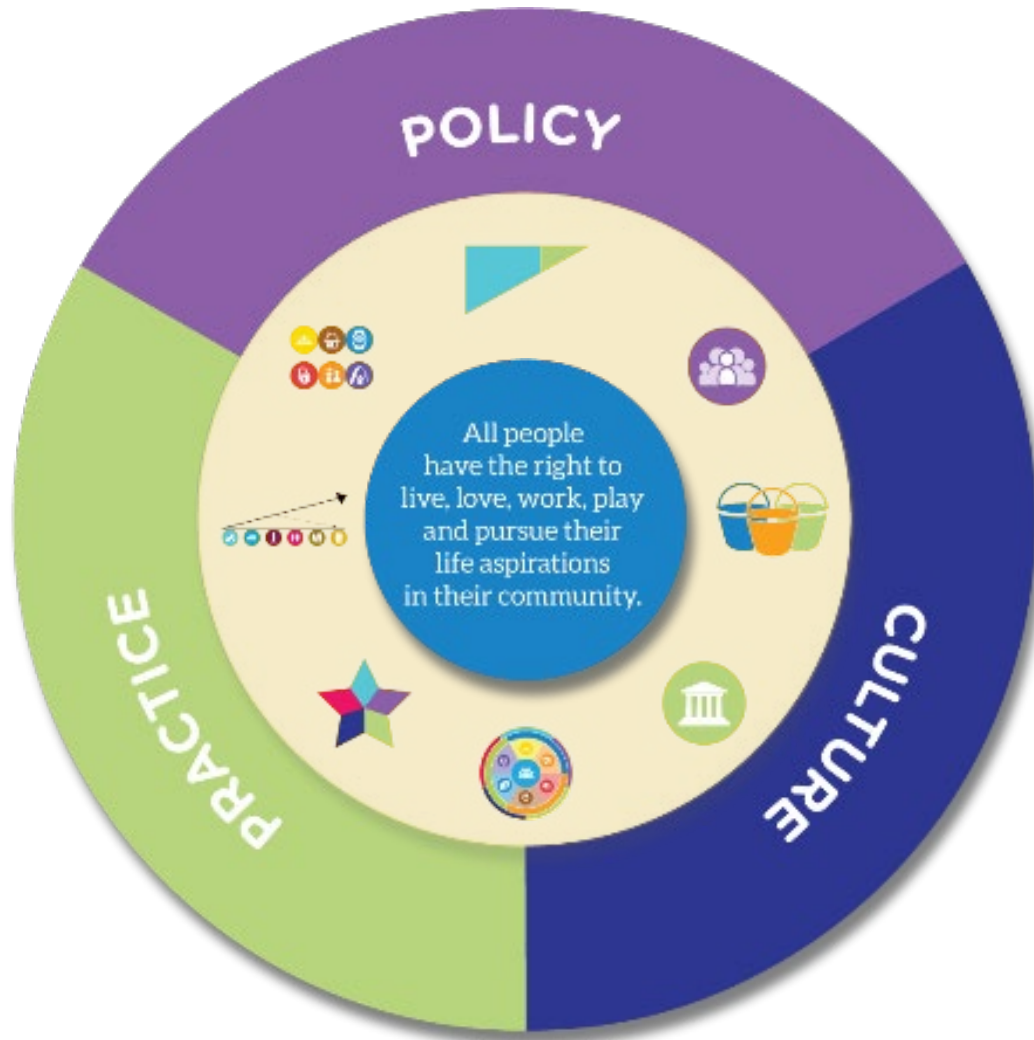 POLICY
All people
have the right to
live, love, work, play
and pursue their
life aspirations
in their community.
PRACTICE
CULTURE